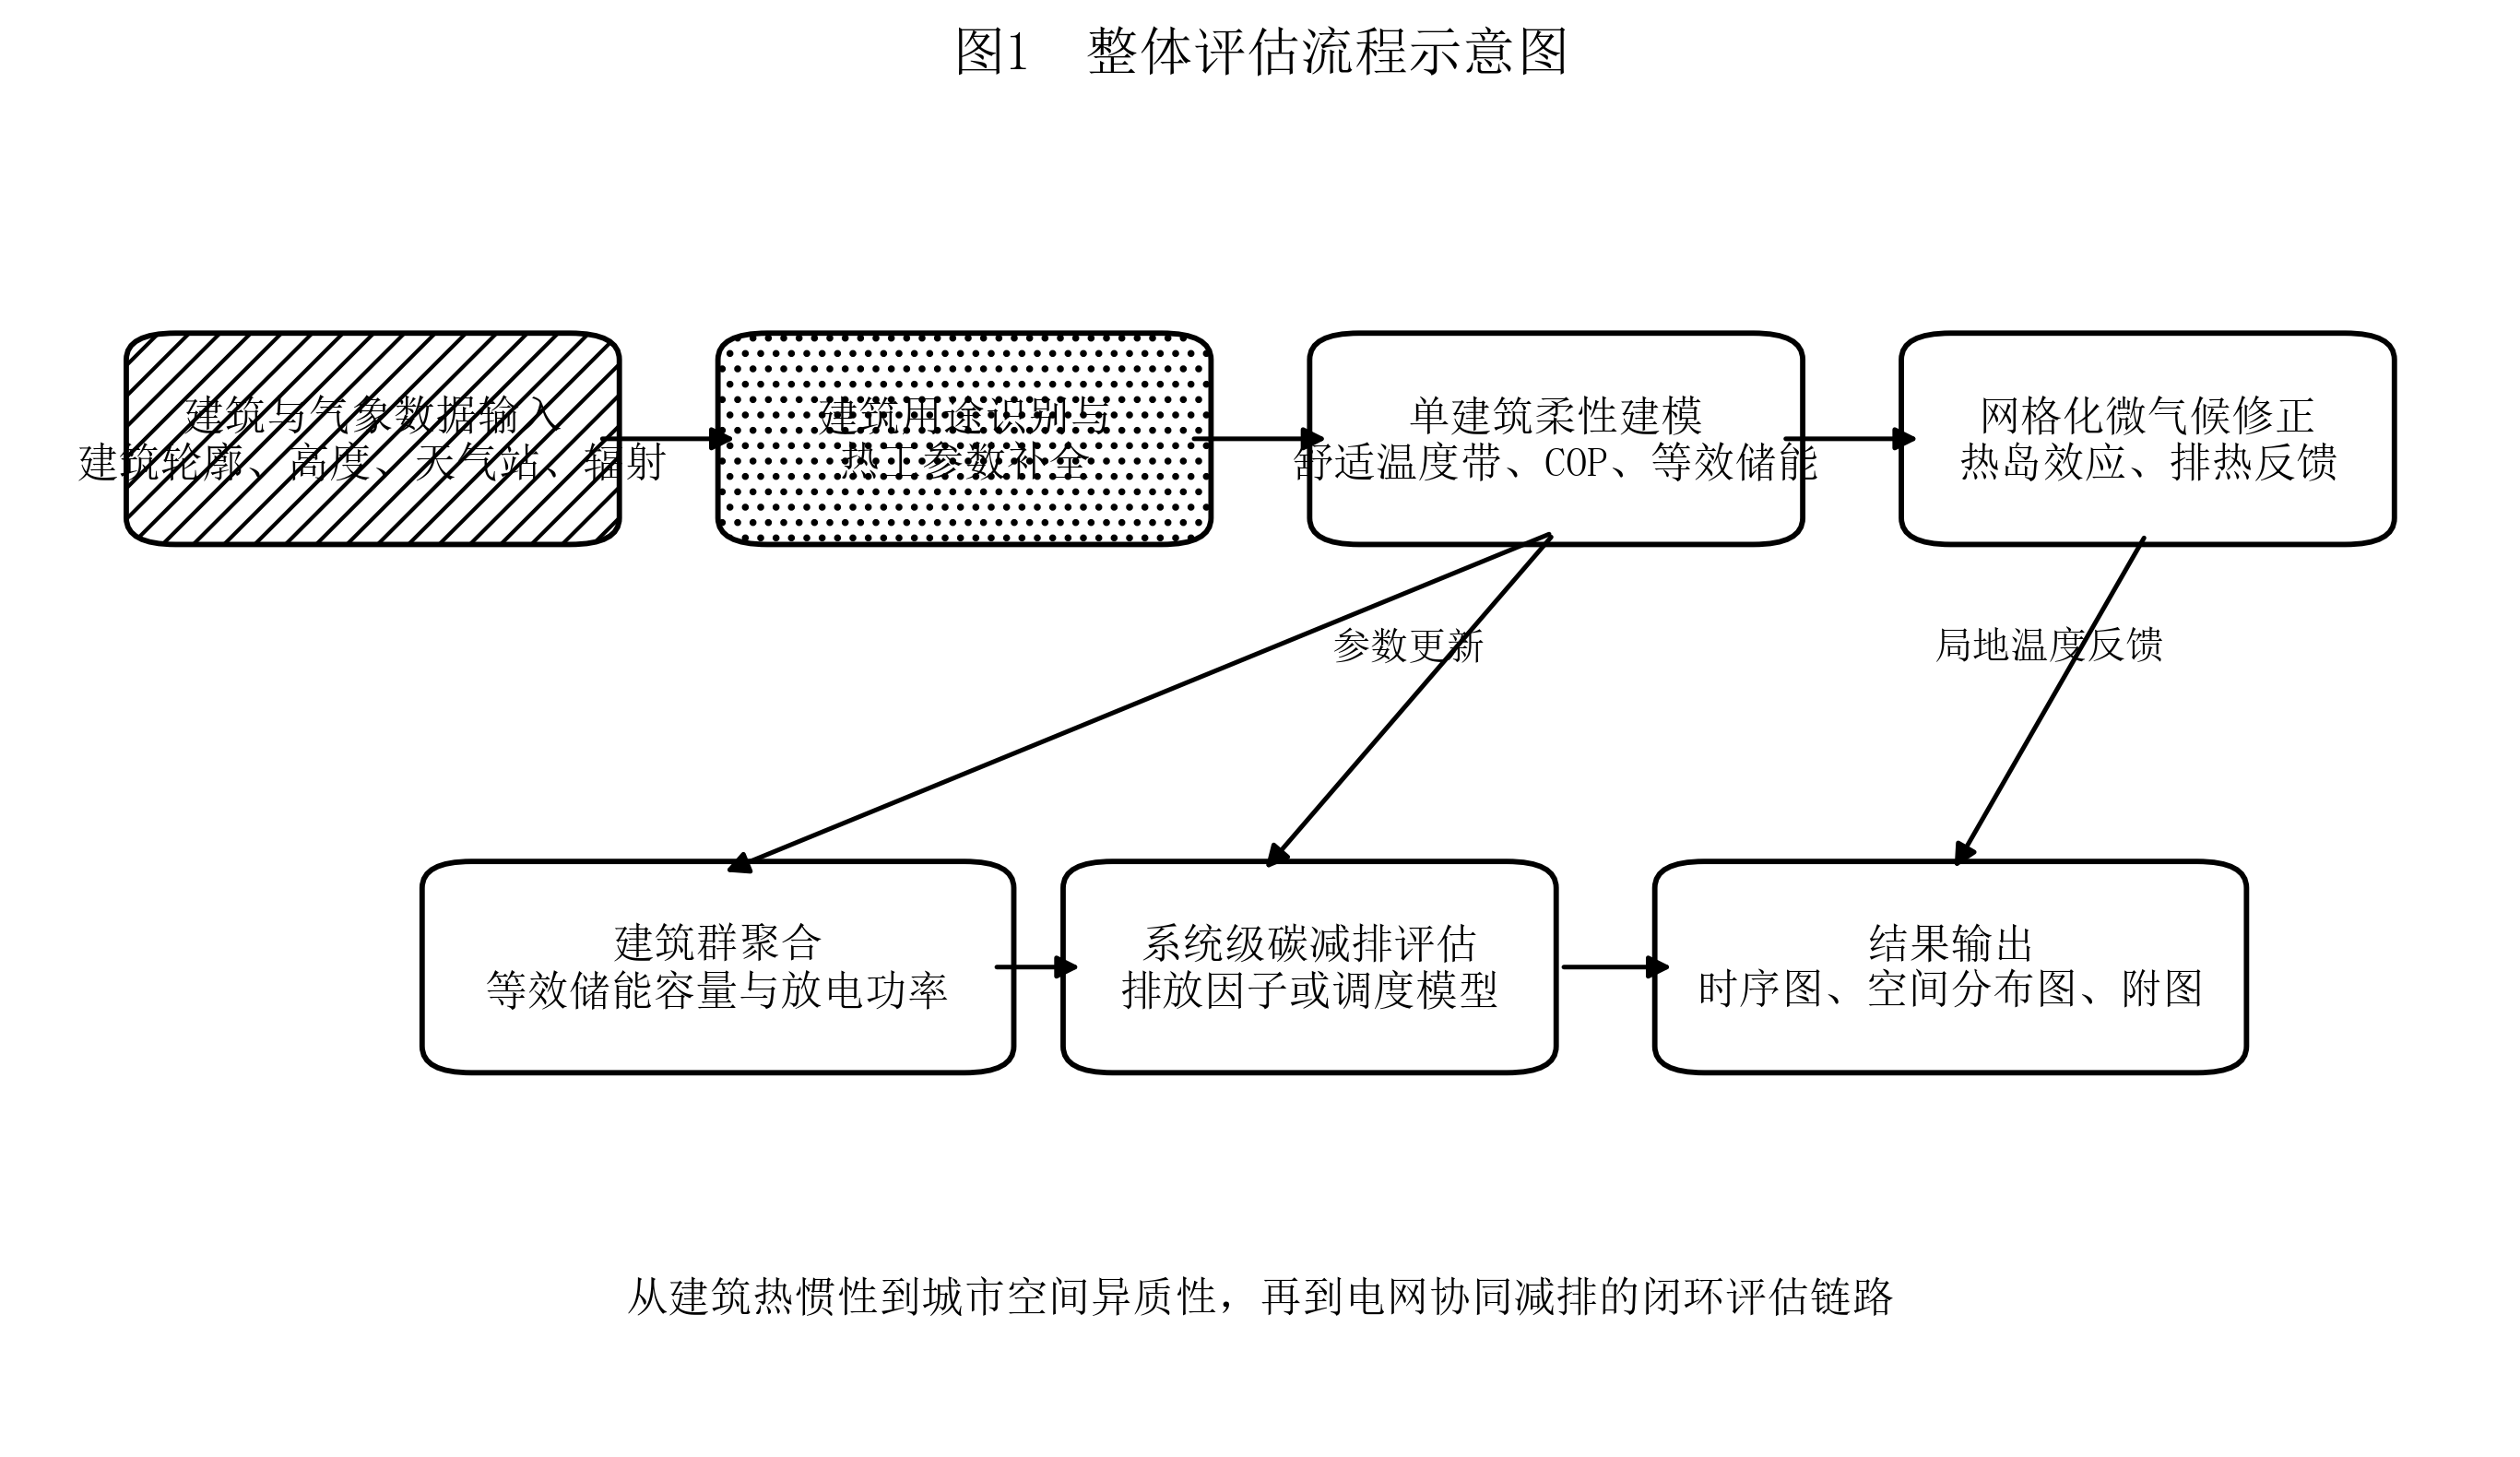 图1 整体评估流程示意图
建筑与气象数据输入
建筑轮廓、高度、天气站、辐射
建筑用途识别与
热工参数补全
单建筑柔性建模
舒适温度带、COP、等效储能
网格化微气候修正
热岛效应、排热反馈
参数更新
局地温度反馈
建筑群聚合
等效储能容量与放电功率
系统级碳减排评估
排放因子或调度模型
结果输出
时序图、空间分布图、附图
从建筑热惯性到城市空间异质性，再到电网协同减排的闭环评估链路